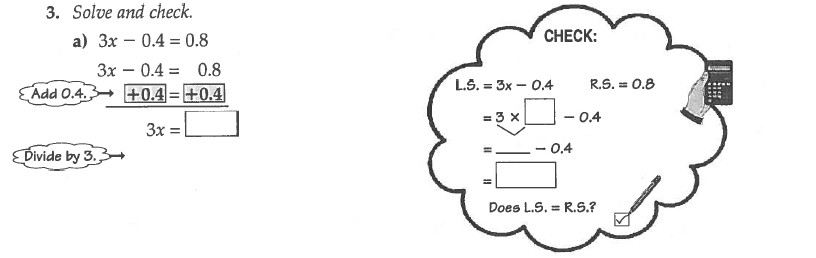 3. Solve and check.
a) 3x − 0.4 = 0.8
3x − 0.4 = 0.8
Add 0.4. +0.4 = +0.4
3x =
Divide by 3.
CHECK:
L.S. = 3x − 0.4 R.S. = 0.8
= 3 × − 0.4
= ___ − 0.4
=
Does L.S. = R.S.?